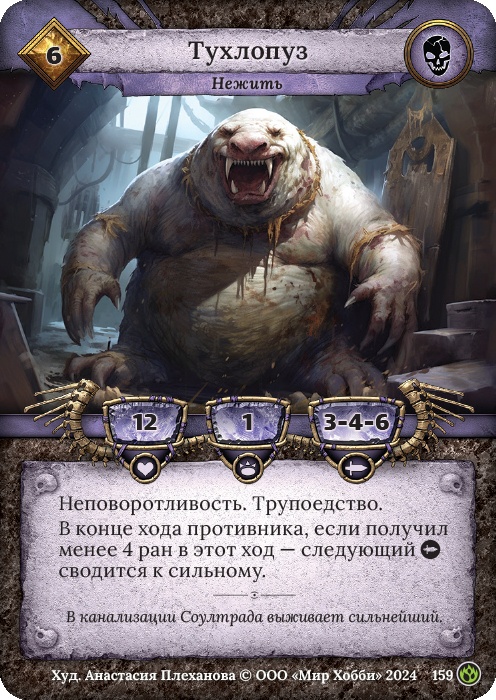 6
Тухлопуз
Нежить
12
1
3-4-6
Неповоротливость. Трупоедство.
В конце хода противника, если получил
менее 4 ран в этот ход — следующий
сводится к сильному.
В канализации Соултрада выживает сильнейший.
Худ. Анастасия Плеханова © ООО «Мир Хобби» 2024 159